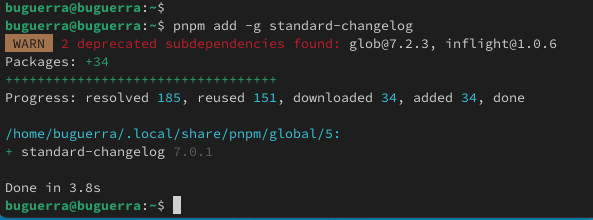 buguerra@buguerra:~$
buguerra@buguerra:~$ pnpm add -g standard-changelog
WARN 2 deprecated subdependencies found: glob@7.2.3, inflight@1.0.6
Packages: +34
++++++++++++++++++++++++++++++++++
Progress: resolved 185, reused 151, downloaded 34, added 34, done
/home/buguerra/.local/share/pnpm/global/5:
+ standard-changelog 7.0.1
Done in 3.8s
buguerra@buguerra:~$